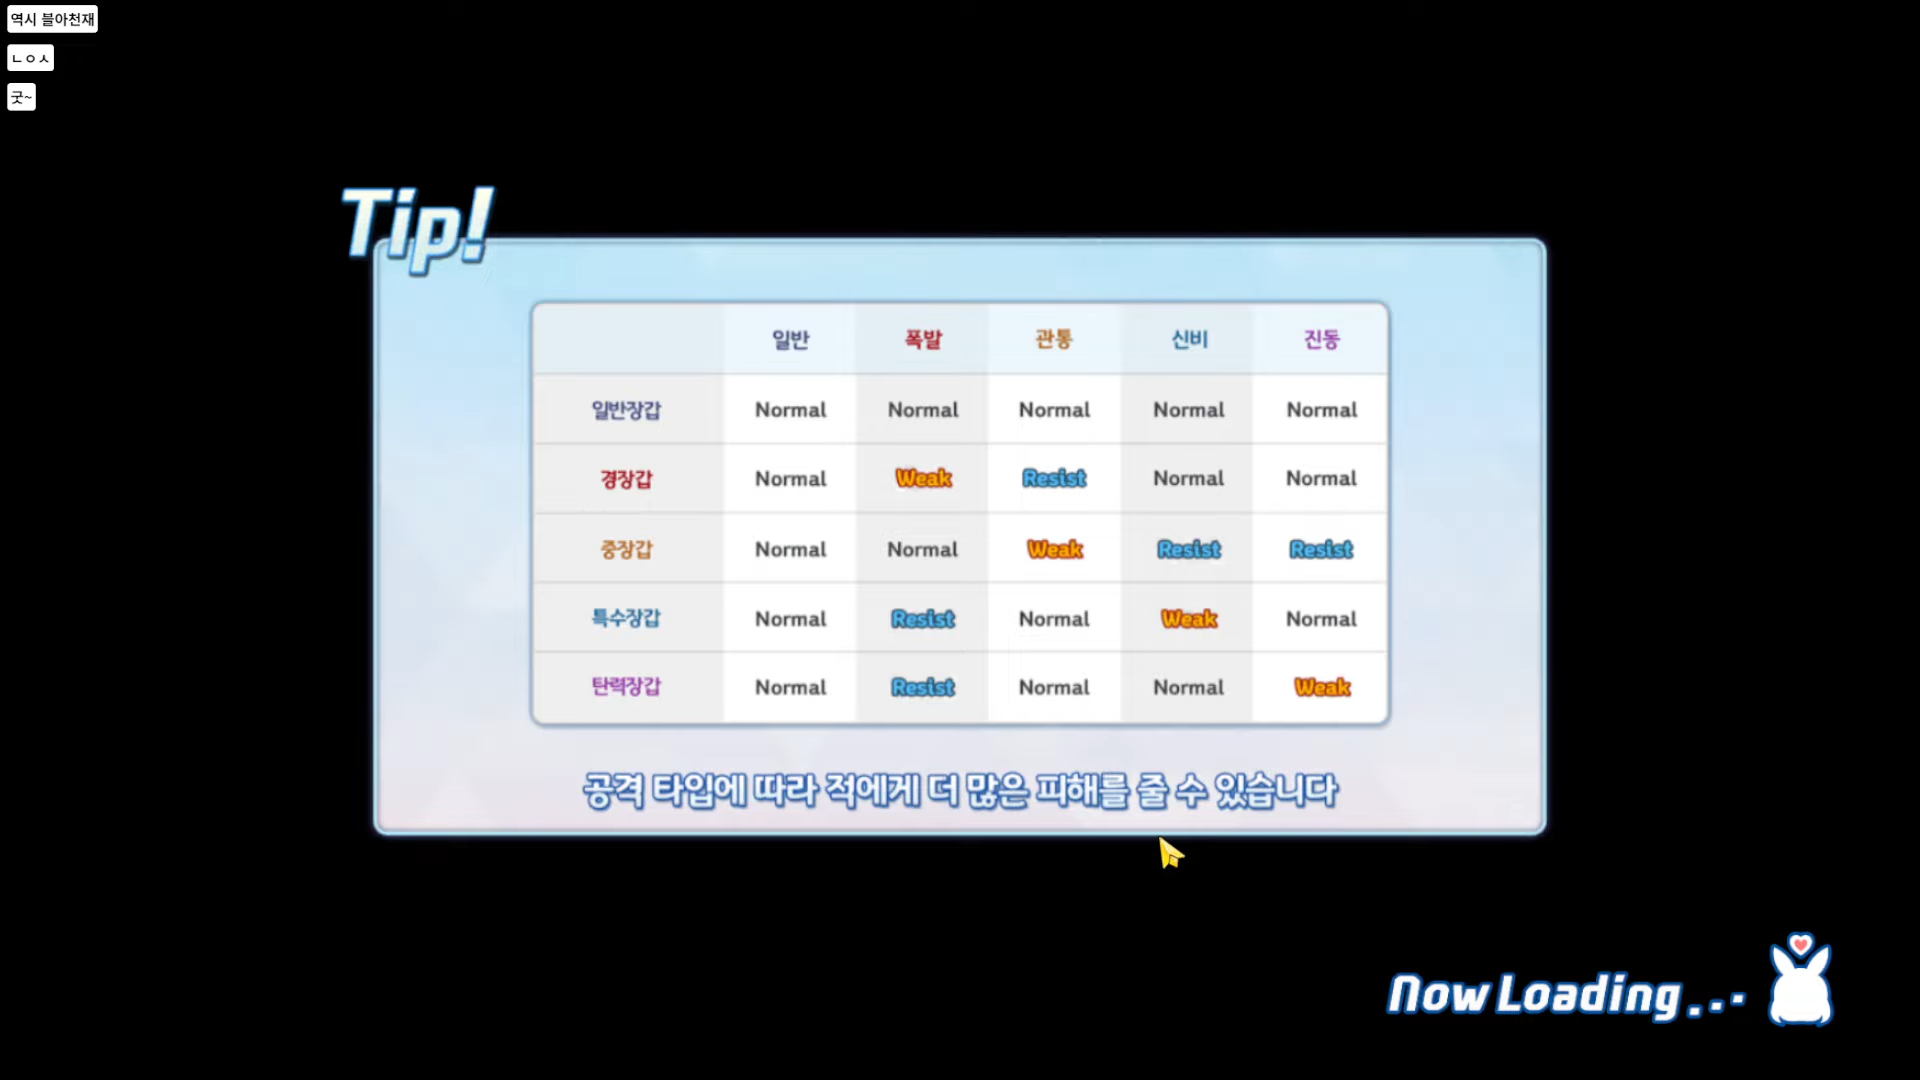 역시 블아천재
ㄴㅇㅅ
굿~
Tip!
일반 폭발 관통 신비 진동
일반장갑 Normal Normal Normal Normal Normal
경장갑 Normal Weak Resist Normal Normal
중장갑 Normal Normal Weak Resist Resist
특수장갑 Normal Resist Normal Weak Normal
탄력장갑 Normal Resist Normal Normal Weak
공격 타입에 따라 적에게 더 많은 피해를 줄 수 있습니다
Now Loading...